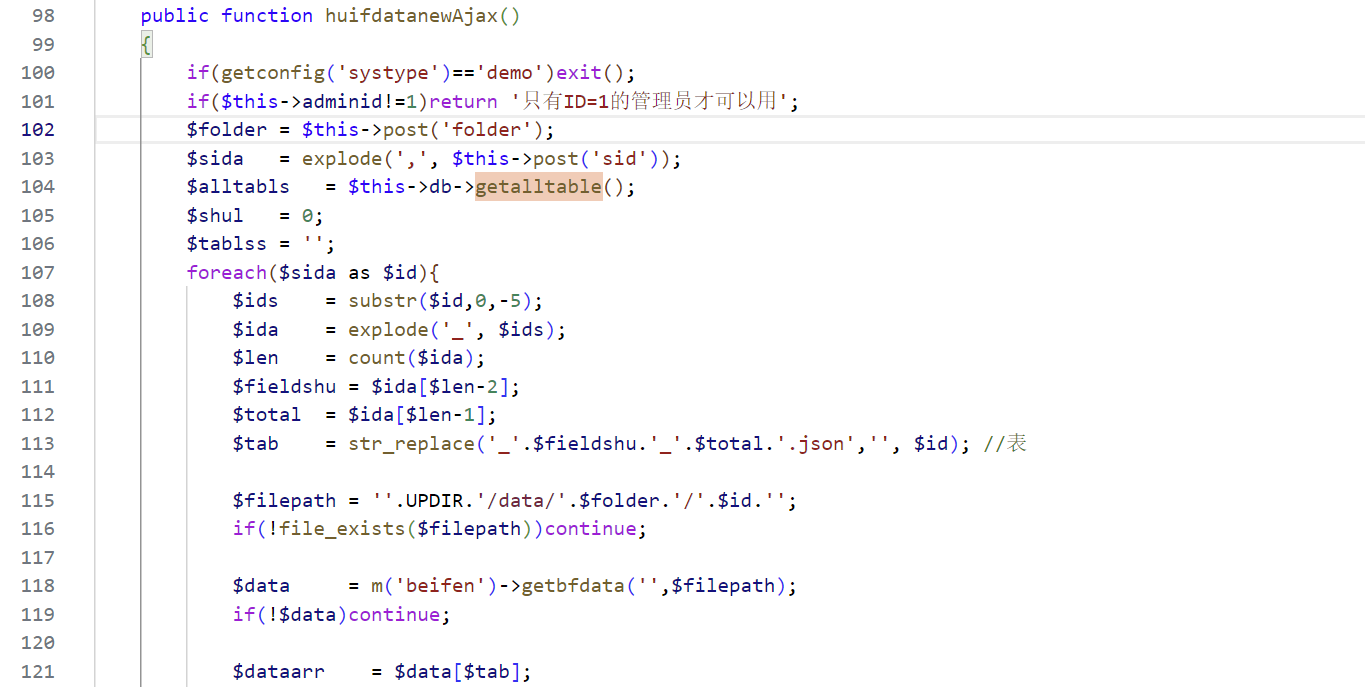 98 public function huifdatanewAjax()
99 {
100 if(getconfig('systype')=='demo')exit();
101 if($this->adminid!=1)return '只有ID=1的管理员才可以用';
102 $folder = $this->post('folder');
103 $sida   = explode(',', $this->post('sid'));
104 $alltabls   = $this->db->getalltable();
105 $shul   = 0;
106 $tablss = '';
107 foreach($sida as $id){
108 $ids    = substr($id,0,-5);
109 $ida    = explode('_', $ids);
110 $len    = count($ida);
111 $fieldshu = $ida[$len-2];
112 $total  = $ida[$len-1];
113 $tab    = str_replace('_'.$fieldshu.'_'.$total.'.json','', $id); //表
114
115 $filepath = ''.UPDIR.'/data/'.$folder.'/'.$id.'';
116 if(!file_exists($filepath))continue;
117
118 $data     = m('beifen')->getbfdata('',$filepath);
119 if(!$data)continue;
120
121 $dataarr    = $data[$tab];